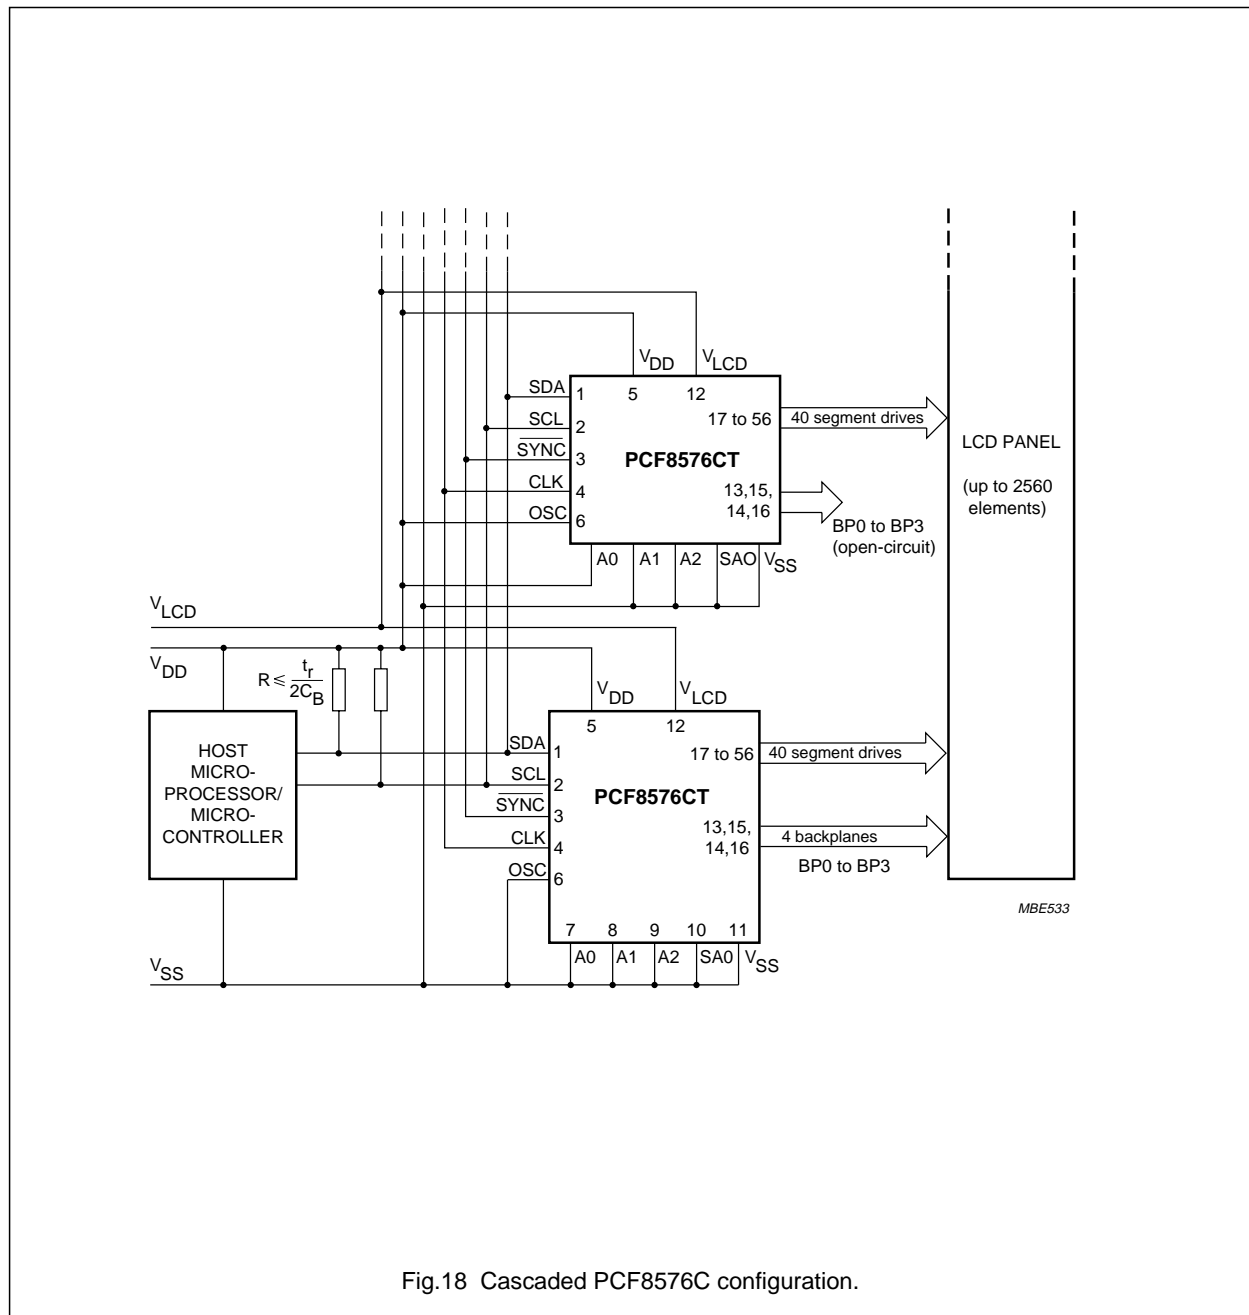 VDD
VLCD
SDA
1
5
12
17 to 56
40 segment drives
SCL
2
SYNC
3
PCF8576CT
CLK
4
13,15,
14,16
OSC
6
BP0 to BP3
(open-circuit)
A0
A1
A2
SAO
VSS
LCD PANEL
(up to 2560
elements)
VLCD
VDD
R ≤ tr
2CB
VDD
VLCD
HOST
MICRO-
PROCESSOR/
MICRO-
CONTROLLER
SDA
1
5
12
17 to 56
40 segment drives
SCL
2
SYNC
3
PCF8576CT
CLK
4
13,15,
14,16
4 backplanes
BP0 to BP3
OSC
6
7
8
9
10
11
A0
A1
A2
SA0
VSS
VSS
MBE533
Fig.18 Cascaded PCF8576C configuration.